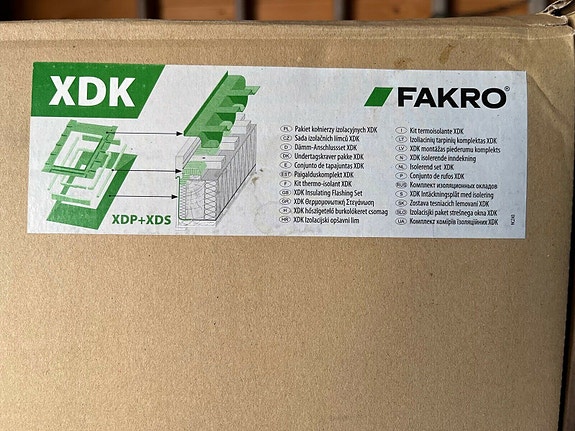 XDK
FAKRO®
XDP+XDS
PL Pakiet kołnierzy izolacyjnych XDK
CZ Sada izolačních límců XDK
D Dämm-Anschlussset XDK
DK Undertagskraver pakke XDK
E Conjunto de tapajuntas XDK
EST Paigalduskomplekt XDK
F Kit thermo-isolant XDK
GB XDK Insulating Flashing Set
GR XDK Θερμομονωτική Στεγάνωση
H XDK hőszigetelő burkolókeret csomag
HR XDK Izolacijski opšavni lim
I Kit termoisolante XDK
LT Izoliacinių tarpinių komplektas XDK
LV XDK montāžas piederumu komplekts
N XDK isolerende inndekning
NL Isolerend set XDK
P Conjunto de rufos XDK
RUS Комплект изоляционных окладов
S XDK Intäckningsplåt med isolering
SK Zostava tesniacich lemovaní XDK
SLO Izolacijski paket strešnega okna XDK
UA Комплект комірів ізоляційних XDK